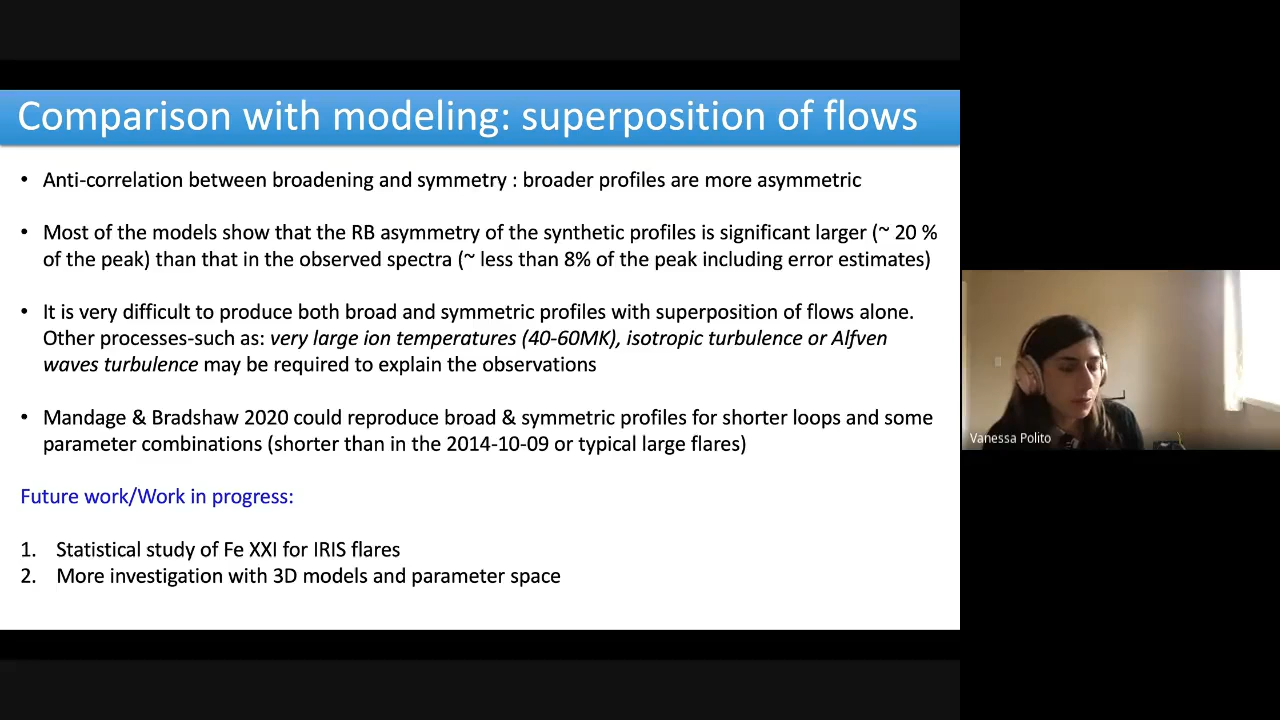 Comparison with modeling: superposition of flows
• Anti-correlation between broadening and symmetry : broader profiles are more asymmetric
• Most of the models show that the RB asymmetry of the synthetic profiles is significant larger (~ 20 %
of the peak) than that in the observed spectra (~ less than 8% of the peak including error estimates)
• It is very difficult to produce both broad and symmetric profiles with superposition of flows alone.
Other processes-such as: very large ion temperatures (40-60MK), isotropic turbulence or Alfven
waves turbulence may be required to explain the observations
• Mandage & Bradshaw 2020 could reproduce broad & symmetric profiles for shorter loops and some
parameter combinations (shorter than in the 2014-10-09 or typical large flares)
Future work/Work in progress:
1. Statistical study of Fe XXI for IRIS flares
2. More investigation with 3D models and parameter space
Vanessa Polito